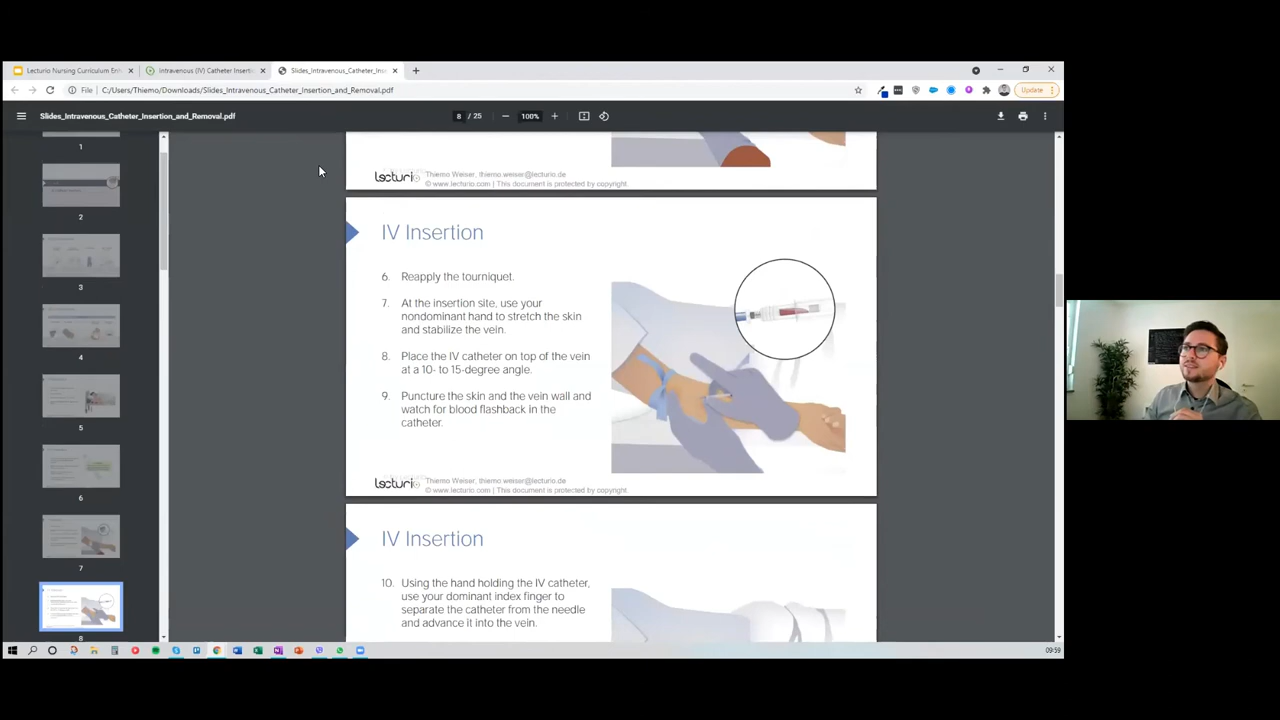 Lecturio Nursing Curriculum Enh
Intravenous (IV) Catheter Insertio
Slides_Intravenous_Catheter_Inse
File
C:/Users/Thiemo/Downloads/Slides_Intravenous_Catheter_Insertion_and_Removal.pdf
Update
Slides_Intravenous_Catheter_Insertion_and_Removal.pdf
8 / 25
100%
1
2
3
4
5
6
7
8
Lecturio
Thiemo Weiser, thiemo.weiser@lecturio.de
© www.lecturio.com | This document is protected by copyright.
IV Insertion
6. Reapply the tourniquet.
7. At the insertion site, use your
nondominant hand to stretch the skin
and stabilize the vein.
8. Place the IV catheter on top of the vein
at a 10- to 15-degree angle.
9. Puncture the skin and the vein wall and
watch for blood flashback in the
catheter.
Lecturio
Thiemo Weiser, thiemo.weiser@lecturio.de
© www.lecturio.com | This document is protected by copyright.
IV Insertion
10. Using the hand holding the IV catheter,
use your dominant index finger to
separate the catheter from the needle
and advance it into the vein.
09:59